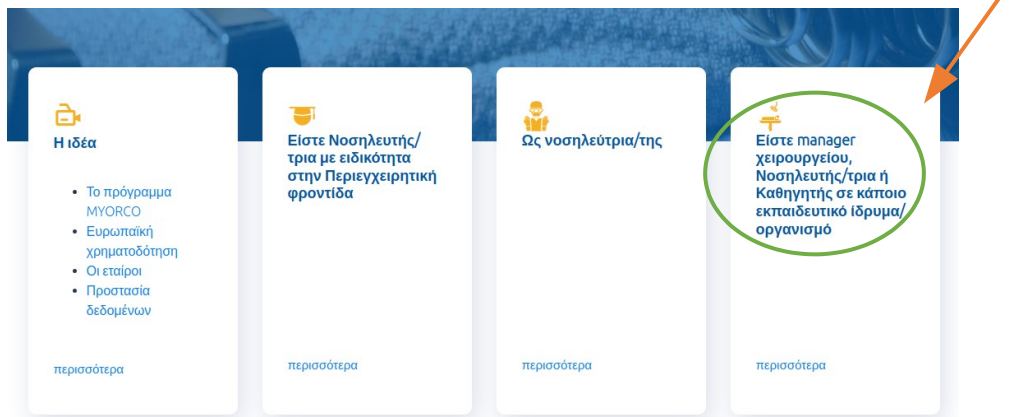 Η ιδέα
• Το πρόγραμμα
MYORCO
• Ευρωπαϊκή
χρηματοδότηση
• Οι εταίροι
• Προστασία
δεδομένων
περισσότερα
Είστε Νοσηλευτής/
τρια με ειδικότητα
στην Περιεγχειρητική
φροντίδα
περισσότερα
Ως νοσηλεύτρια/της
περισσότερα
Είστε manager
χειρουργείου,
Νοσηλευτής/τρια ή
Καθηγητής σε κάποιο
εκπαιδευτικό ίδρυμα/
οργανισμό
περισσότερα